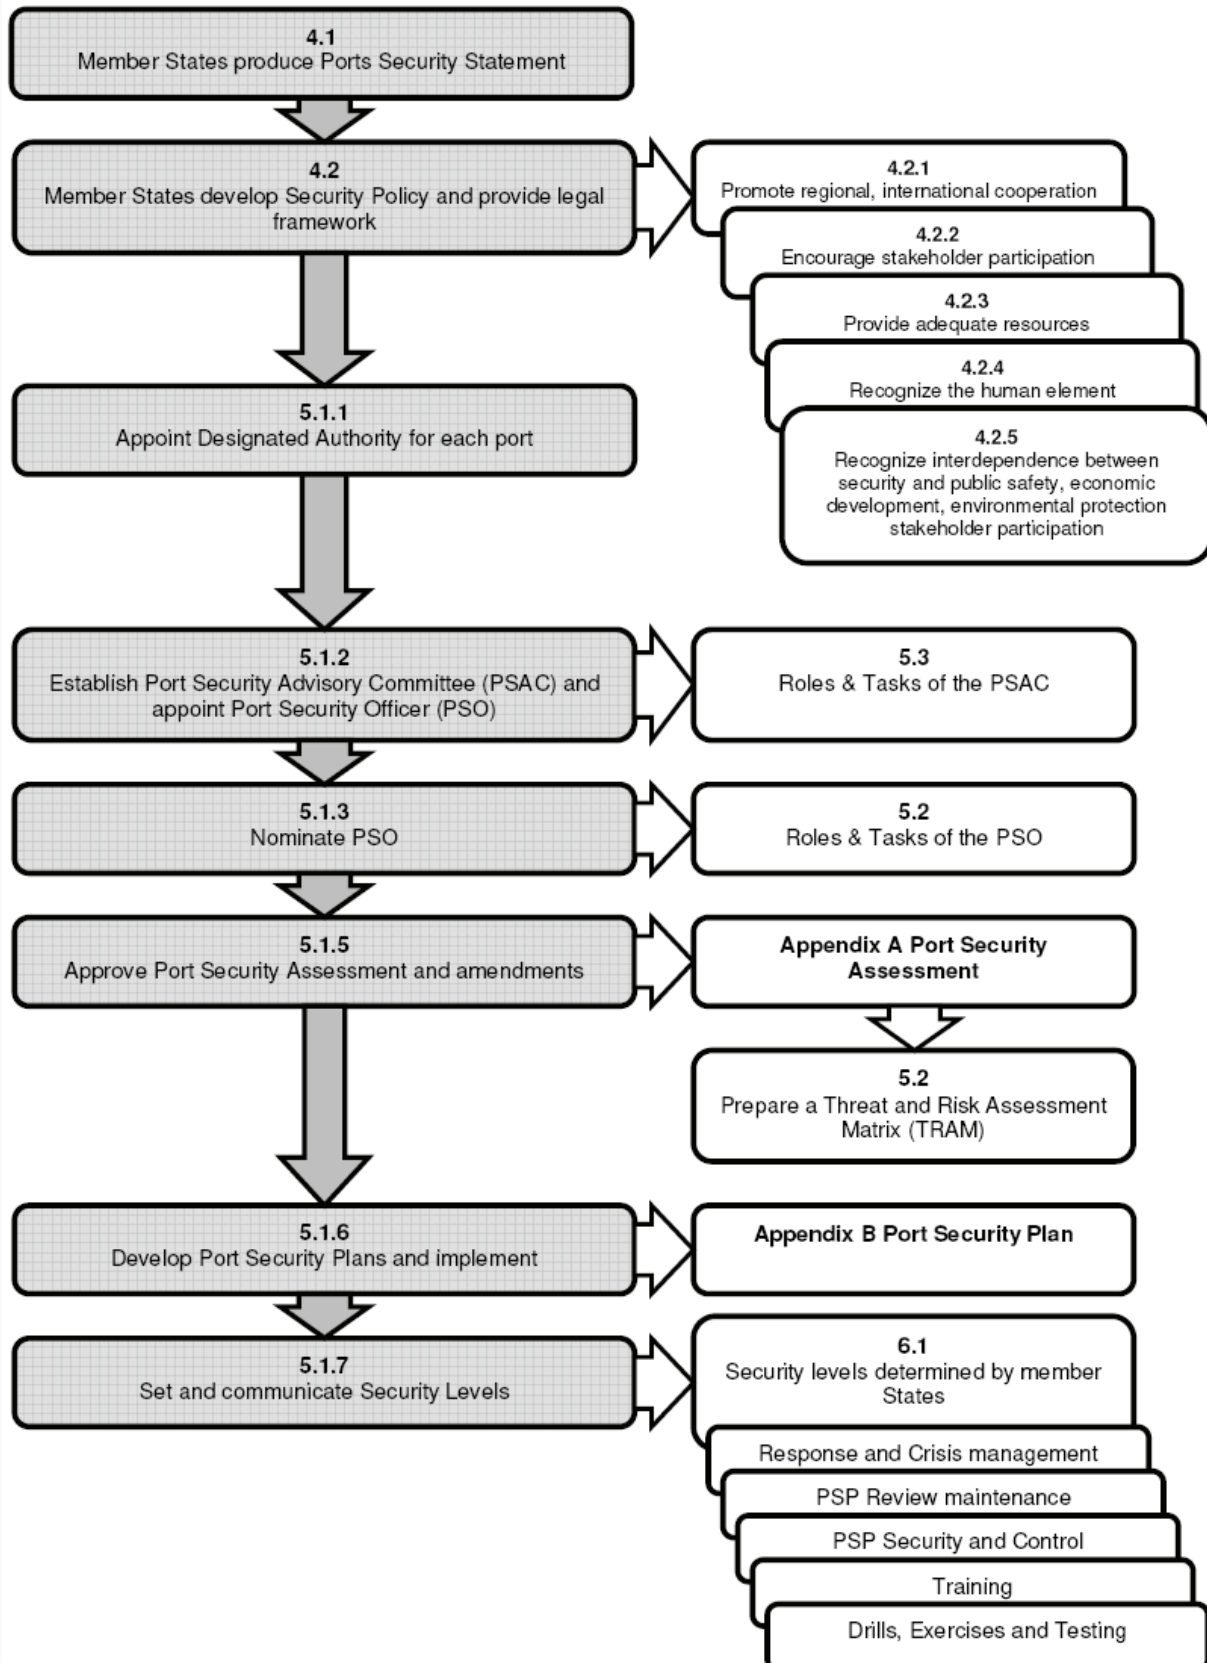 4.1
Member States produce Ports Security Statement
4.2
Member States develop Security Policy and provide legal
framework
4.2.1
Promote regional, international cooperation
4.2.2
Encourage stakeholder participation
4.2.3
Provide adequate resources
4.2.4
Recognize the human element
4.2.5
Recognize interdependence between
security and public safety, economic
development, environmental protection
stakeholder participation
5.1.1
Appoint Designated Authority for each port
5.1.2
Establish Port Security Advisory Committee (PSAC) and
appoint Port Security Officer (PSO)
5.3
Roles & Tasks of the PSAC
5.1.3
Nominate PSO
5.2
Roles & Tasks of the PSO
5.1.5
Approve Port Security Assessment and amendments
Appendix A Port Security
Assessment
5.2
Prepare a Threat and Risk Assessment
Matrix (TRAM)
5.1.6
Develop Port Security Plans and implement
Appendix B Port Security Plan
5.1.7
Set and communicate Security Levels
6.1
Security levels determined by member
States
Response and Crisis management
PSP Review maintenance
PSP Security and Control
Training
Drills, Exercises and Testing